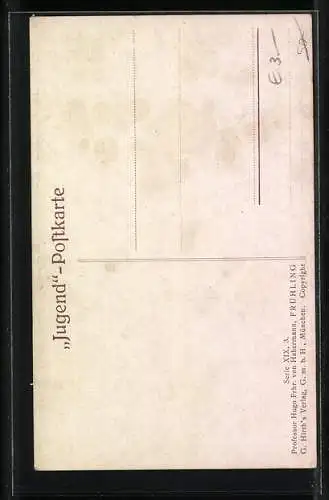 „Jugend“-Poſtkarte
Serie XIX, 3.
Professor Hugo Frhr. von Habermann, FRÜHLING
G. Hirth's Verlag, G. m. b. H., München. Copyright
€ 3.—